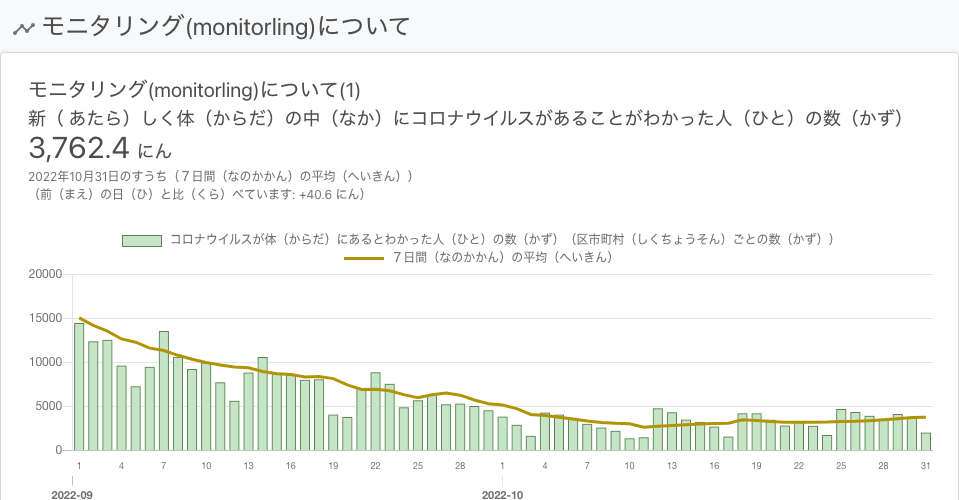 モニタリング(monitorling)について
モニタリング(monitorling)について(1)
新（ あたら）しく体（からだ）の中（なか）にコロナウイルスがあることがわかった人（ひと）の数（かず）
3,762.4 にん
2022年10月31日のすうち（７日間（なのかかん）の平均（へいきん））
（前（まえ）の日（ひ）と比（くら）べています: +40.6 にん）
コロナウイルスが体（からだ）にあるとわかった人（ひと）の数（かず）（区市町村（しくちょうそん）ごとの数（かず））
７日間（なのかかん）の平均（へいきん）
20000
15000
10000
5000
0
1 4 7 10 13 16 19 22 25 28 1 4 7 10 13 16 19 22 25 28 31
2022-09 2022-10